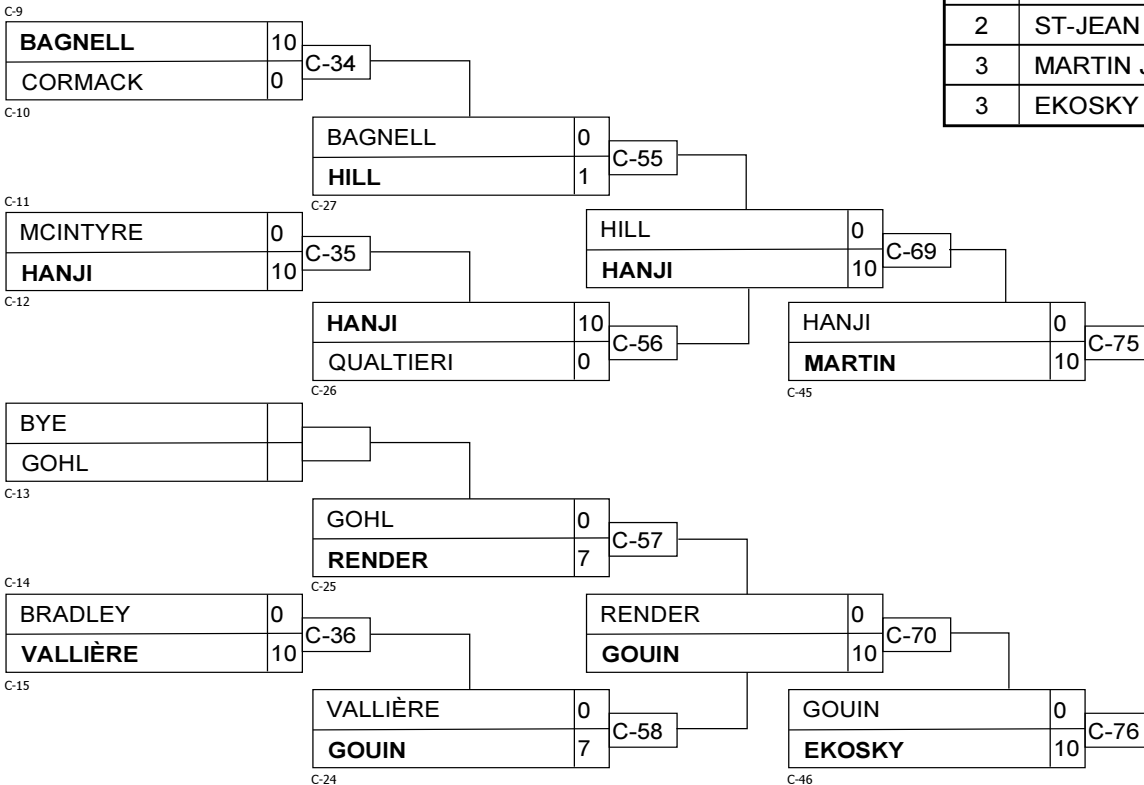 C-9
BAGNELL 10
CORMACK 0
C-34
C-10
2 ST-JEAN
3 MARTIN
3 EKOSKY
BAGNELL 0
HILL 1
C-55
C-27
C-11
MCINTYRE 0
HANJI 10
C-35
C-12
HILL 0
HANJI 10
C-69
HANJI 10
QUALTIERI 0
C-56
C-26
HANJI 0
MARTIN 10
C-75
C-45
BYE
GOHL
C-13
GOHL 0
RENDER 7
C-57
C-25
C-14
BRADLEY 0
VALLIÈRE 10
C-36
C-15
RENDER 0
GOUIN 10
C-70
VALLIÈRE 0
GOUIN 7
C-58
C-24
GOUIN 0
EKOSKY 10
C-76
C-46